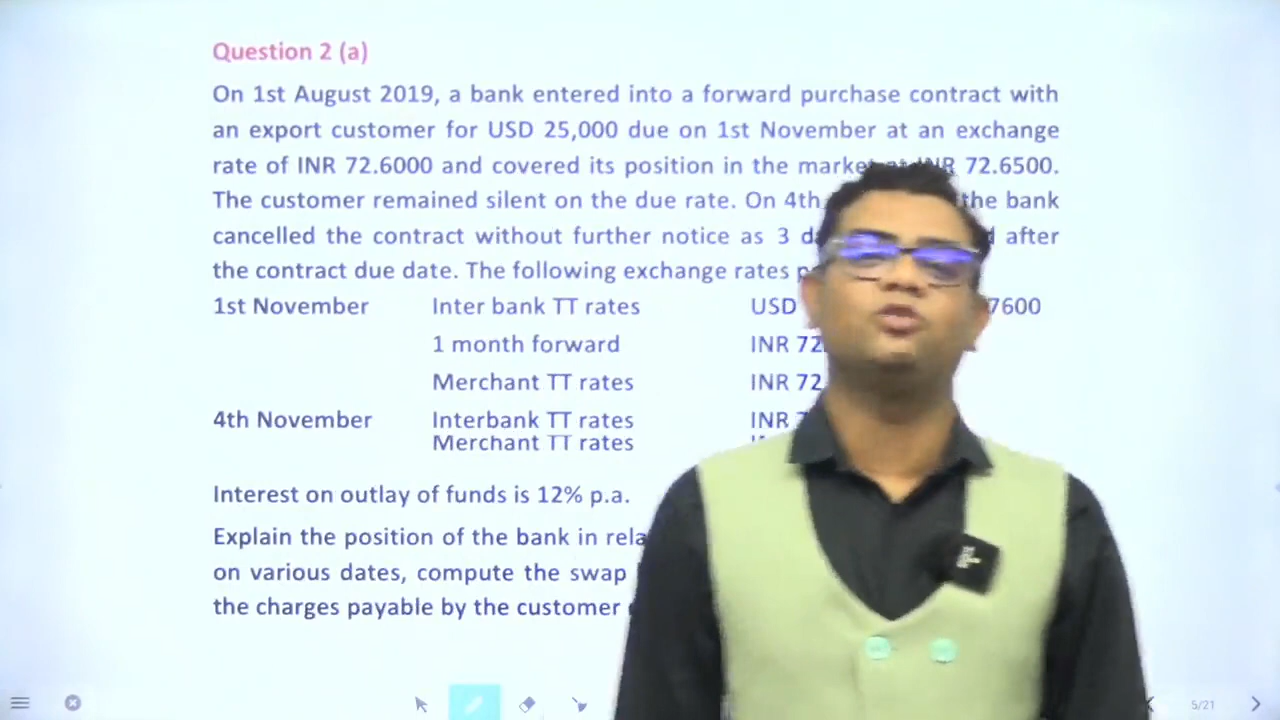 Question 2 (a)
On 1st August 2019, a bank entered into a forward purchase contract with
an export customer for USD 25,000 due on 1st November at an exchange
rate of INR 72.6000 and covered its position in the market INR 72.6500.
The customer remained silent on the due rate. On 4th the bank
cancelled the contract without further notice as 3 after
the contract due date. The following exchange rates
1st November Inter bank TT rates USD 7600
1 month forward INR 72
Merchant TT rates INR 72
4th November Interbank TT rates INR
Merchant TT rates
Interest on outlay of funds is 12% p.a.
Explain the position of the bank in
on various dates, compute the swap
the charges payable by the customer
5/21